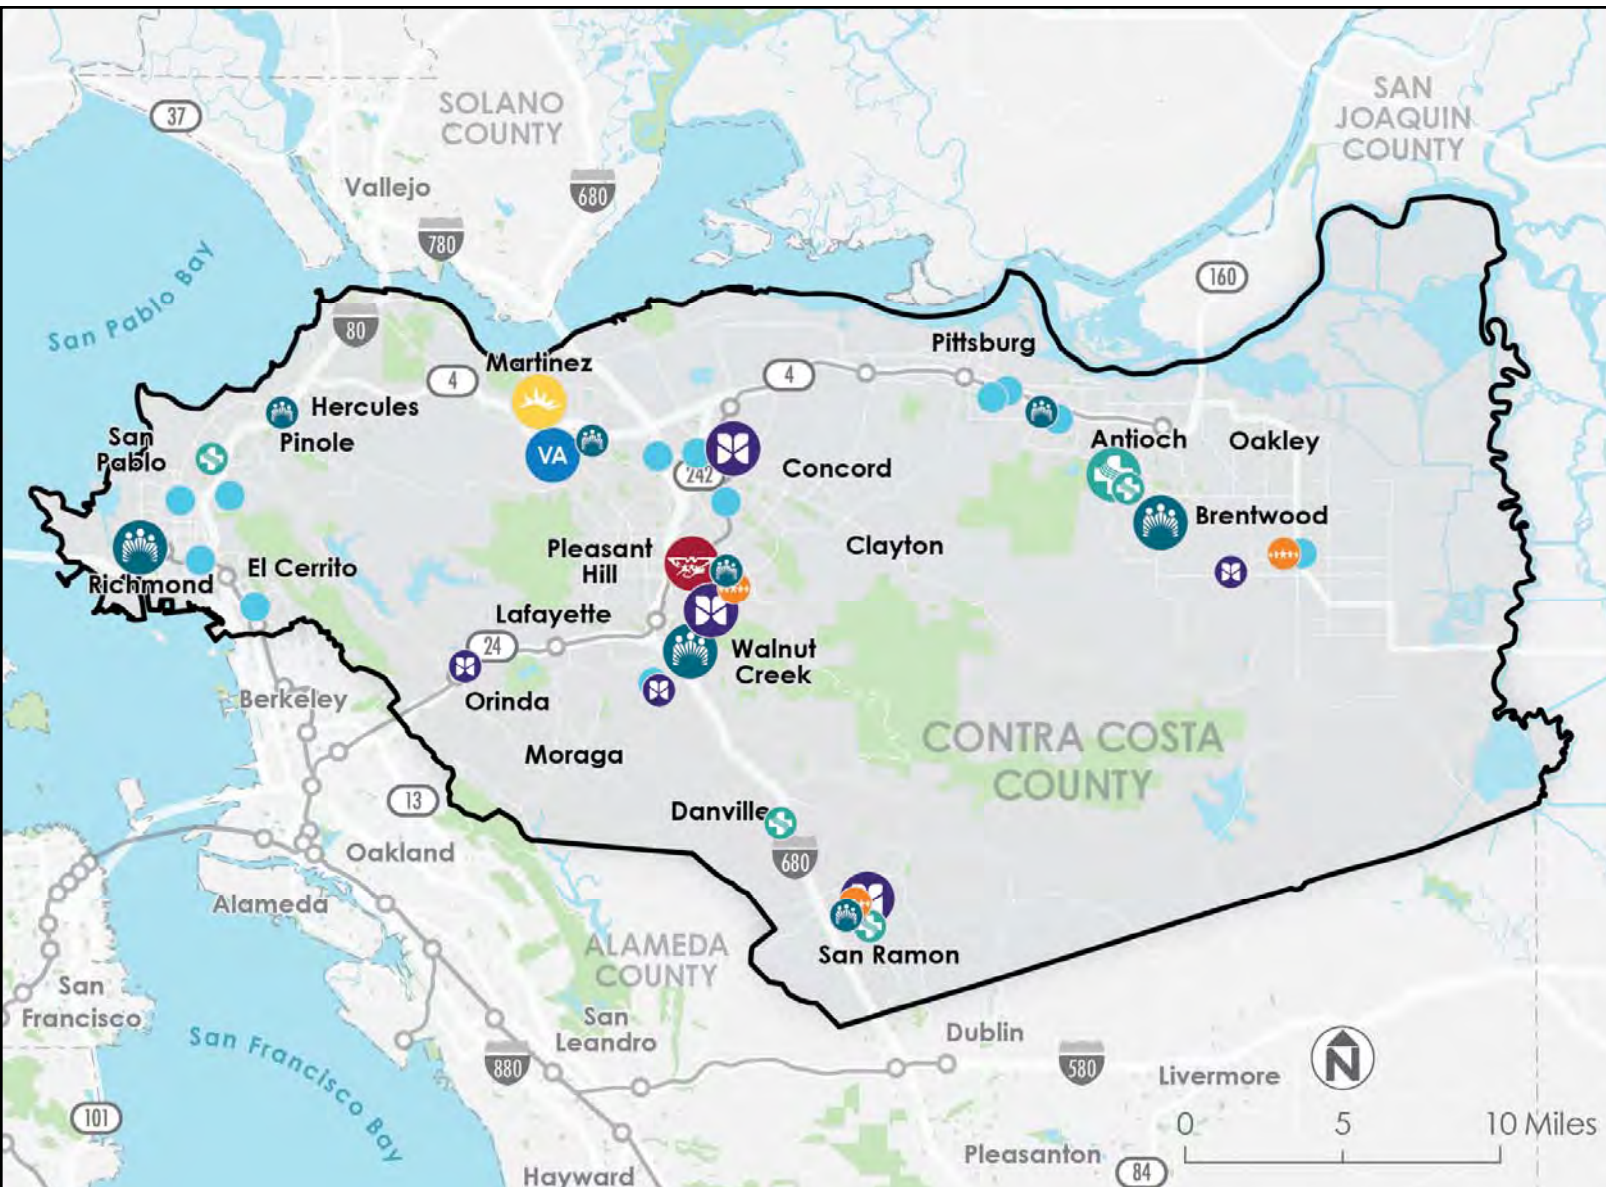 SAN
JOAQUIN
COUNTY
SOLANO
COUNTY
37
Vallejo
680
780
160
San Pablo Bay
80
Pittsburg
Martinez
4
4
Hercules
Pinole
San
Pablo
VA
Antioch
Oakley
242
Concord
Brentwood
Pleasant
Hill
Clayton
El Cerrito
Richmond
Lafayette
24
Walnut
Creek
Orinda
Berkeley
Moraga
CONTRA COSTA
COUNTY
13
Danville
Oakland
680
Alameda
ALAMEDA
COUNTY
San Ramon
San
Francisco
San
Leandro
San Francisco Bay
Dublin
N
880
580
Livermore
101
0
5
10 Miles
Pleasanton
84
Hayward